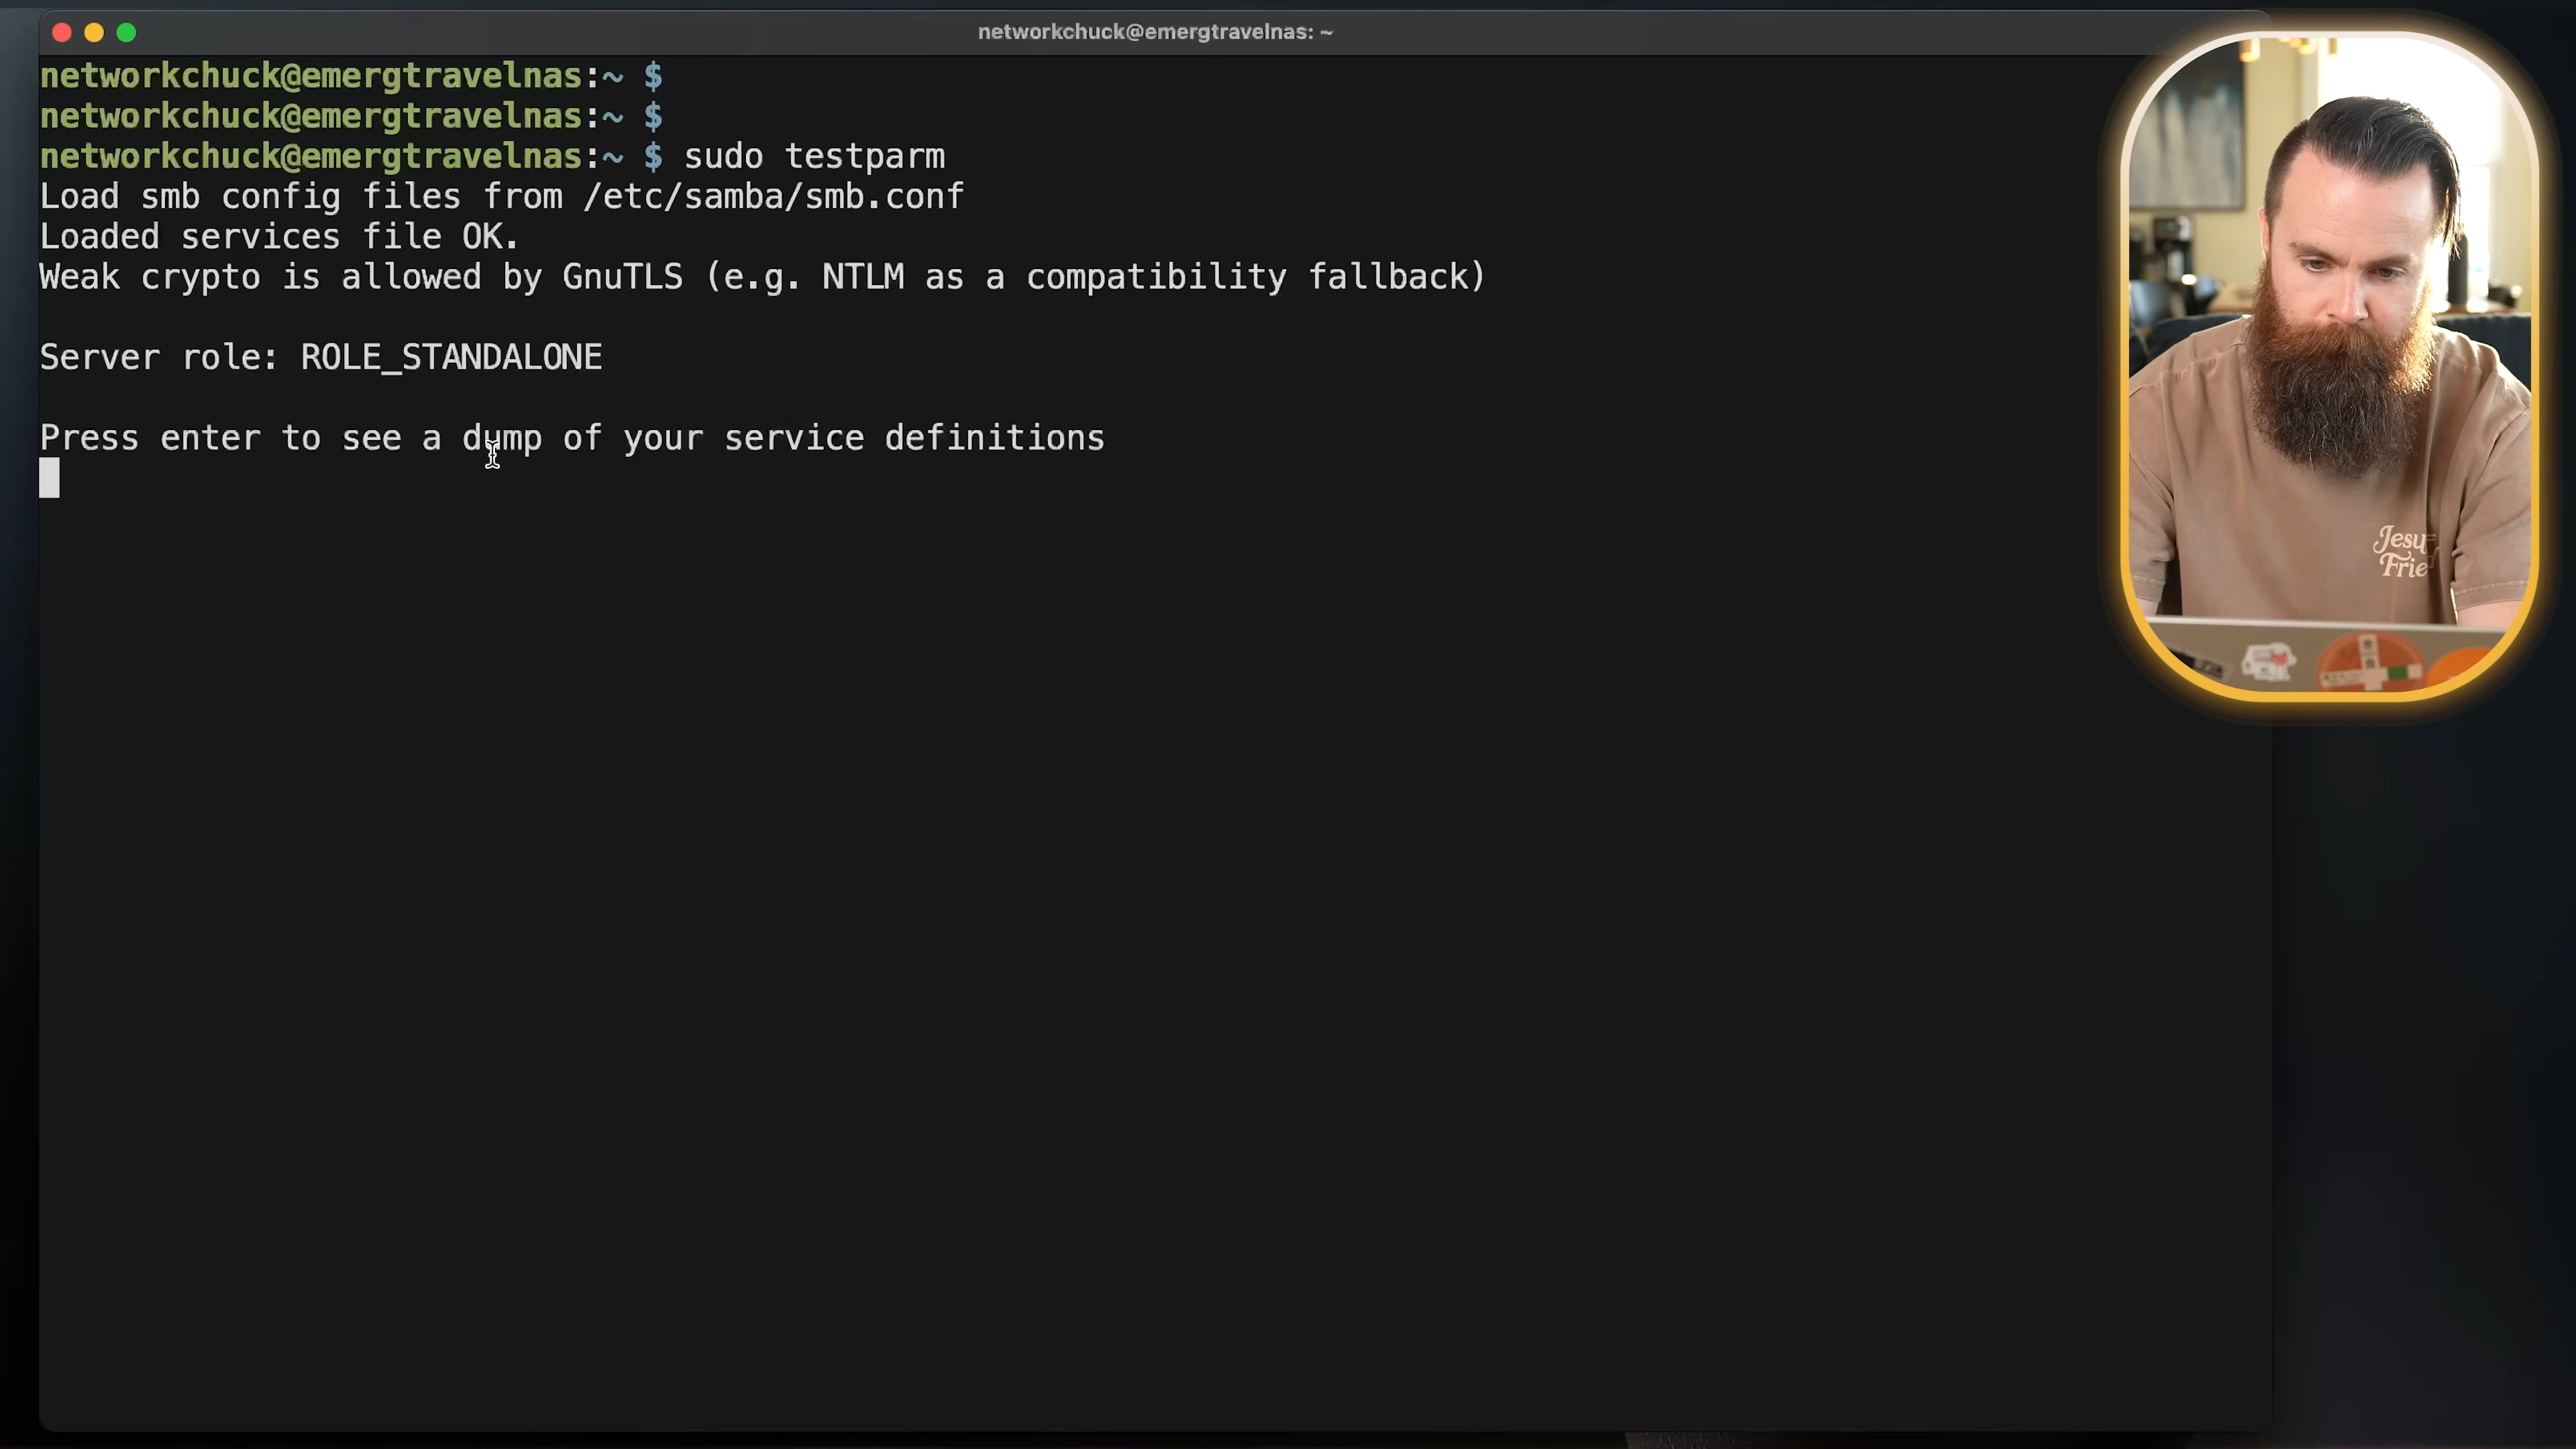 networkchuck@emergtravelnas: ~
networkchuck@emergtravelnas:~ $
networkchuck@emergtravelnas:~ $
networkchuck@emergtravelnas:~ $ sudo testparm
Load smb config files from /etc/samba/smb.conf
Loaded services file OK.
Weak crypto is allowed by GnuTLS (e.g. NTLM as a compatibility fallback)
Server role: ROLE_STANDALONE
Press enter to see a dump of your service definitions
Jesu
Frie